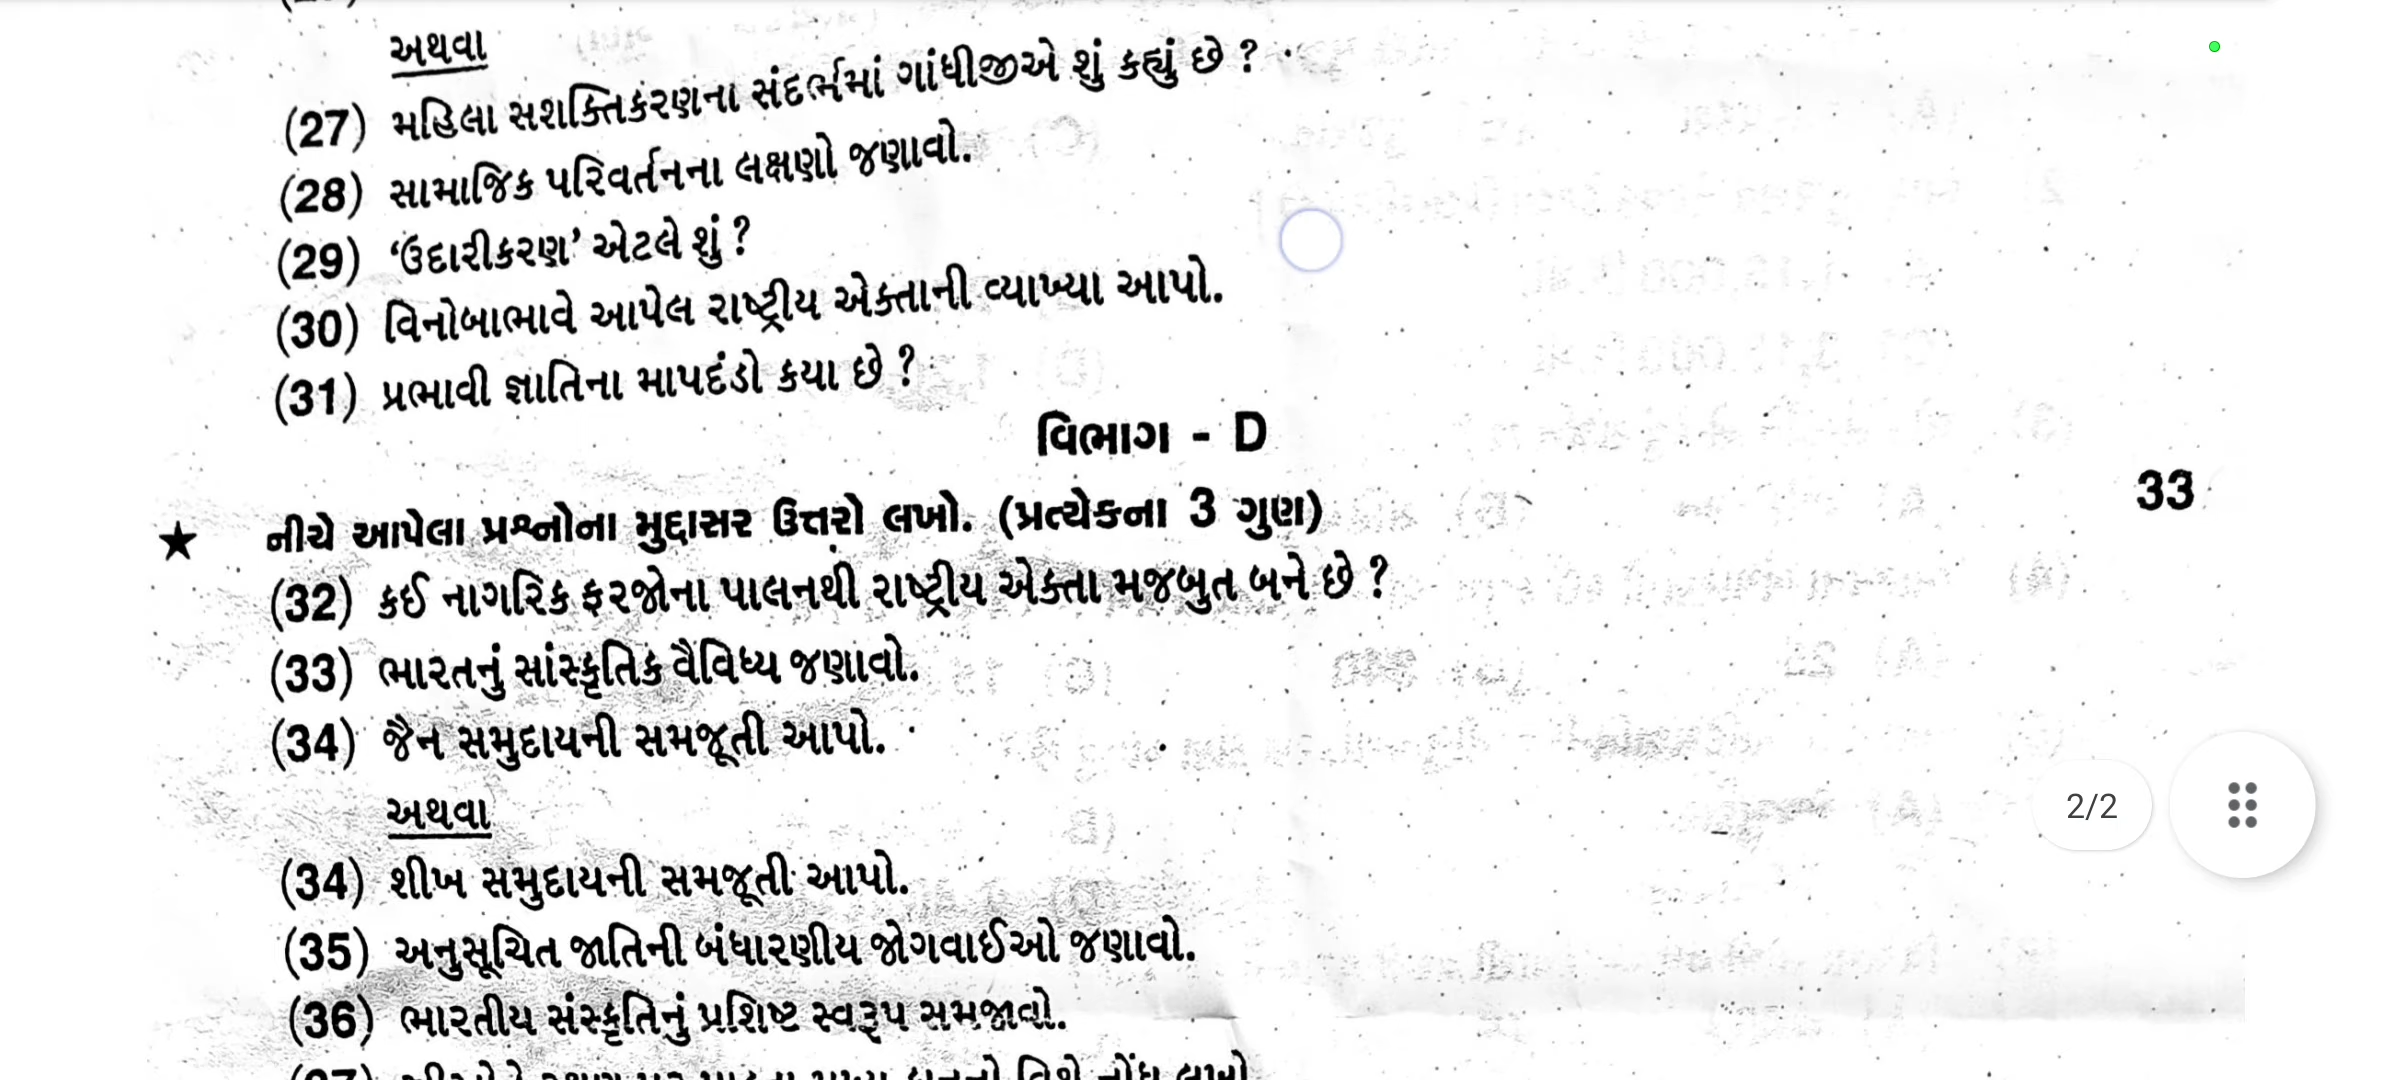 અથવા
(27) મહિલા સશક્તિકરણના સંદર્ભમાં ગાંધીજીએ શું કહ્યું છે ?
(28) સામાજિક પરિવર્તનના લક્ષણો જણાવો.
(29) ‘ઉદારીકરણ’ એટલે શું ?
(30) વિનોબાભાવે આપેલ રાષ્ટ્રીય એક્તાની વ્યાખ્યા આપો.
(31) પ્રભાવી જ્ઞાતિના માપદંડો કયા છે ?
વિભાગ - D
★ નીચે આપેલા પ્રશ્નોના મુદ્દાસર ઉત્તરો લખો. (પ્રત્યેકના 3 ગુણ) 33
(32) કઈ નાગરિક ફરજોના પાલનથી રાષ્ટ્રીય એક્તા મજબુત બને છે ?
(33) ભારતનું સાંસ્કૃતિક વૈવિધ્ય જણાવો.
(34) જૈન સમુદાયની સમજૂતી આપો.
અથવા
(34) શીખ સમુદાયની સમજૂતી આપો.
(35) અનુસૂચિત જાતિની બંધારણીય જોગવાઈઓ જણાવો.
(36) ભારતીય સંસ્કૃતિનું પ્રશિષ્ટ સ્વરૂપ સમજાવો.
2/2